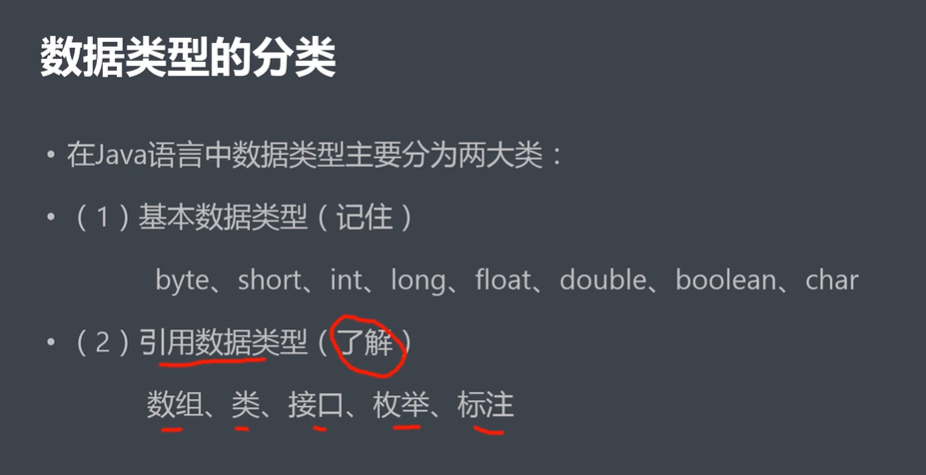 数据类型的分类
• 在Java语言中数据类型主要分为两大类：
• （1）基本数据类型（记住）
byte、short、int、long、float、double、boolean、char
• （2）引用数据类型（了解）
数组、类、接口、枚举、标注